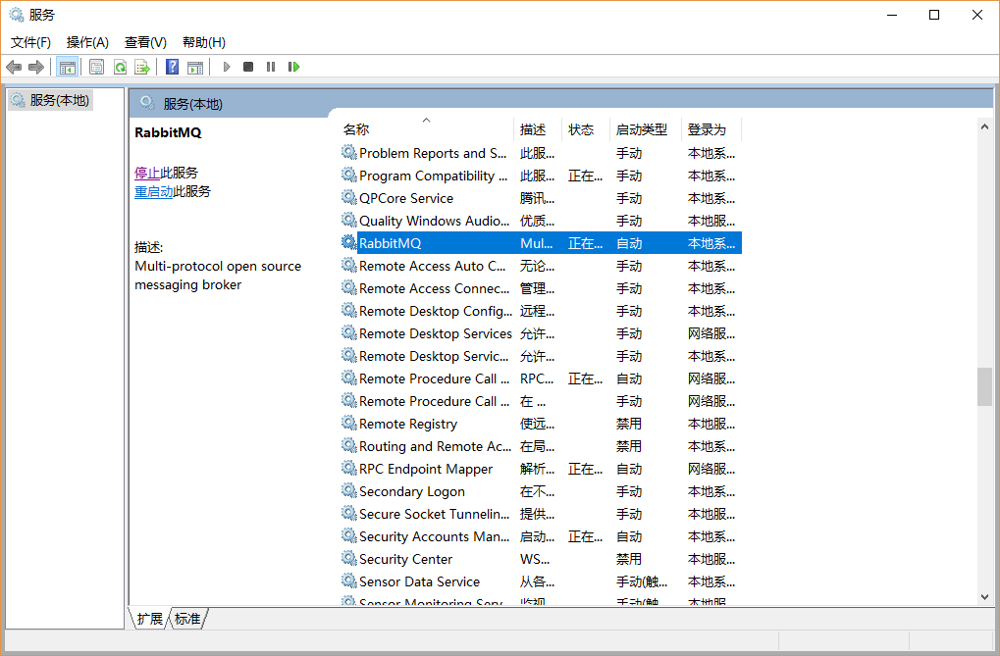 服务
文件(F) 操作(A) 查看(V) 帮助(H)
服务(本地)
服务(本地)
RabbitMQ
停止此服务
重启动此服务
描述:
Multi-protocol open source
messaging broker
名称 描述 状态 启动类型 登录为
Problem Reports and S... 此服... 手动 本地系...
Program Compatibility ... 此服... 正在... 手动 本地系...
QPCore Service 腾讯... 手动 本地系...
Quality Windows Audio... 优质... 手动 本地服...
RabbitMQ Mul... 正在... 自动 本地系...
Remote Access Auto C... 无论... 手动 本地系...
Remote Access Connec... 管理... 手动 本地系...
Remote Desktop Config... 远程... 手动 本地系...
Remote Desktop Services 允许... 手动 网络服...
Remote Desktop Servic... 允许... 手动 本地系...
Remote Procedure Call ... RPC... 正在... 自动 网络服...
Remote Procedure Call ... 在 ... 手动 网络服...
Remote Registry 使远... 禁用 本地服...
Routing and Remote Ac... 在局... 禁用 本地系...
RPC Endpoint Mapper 解析... 正在... 自动 网络服...
Secondary Logon 在不... 手动 本地系...
Secure Socket Tunnelin... 提供... 手动 本地服...
Security Accounts Man... 启动... 正在... 自动 本地系...
Security Center WS... 禁用 本地服...
Sensor Data Service 从各... 手动(触... 本地系...
Sensor Monitoring Serv... 监视... 手动(触... 本地服...
扩展 标准